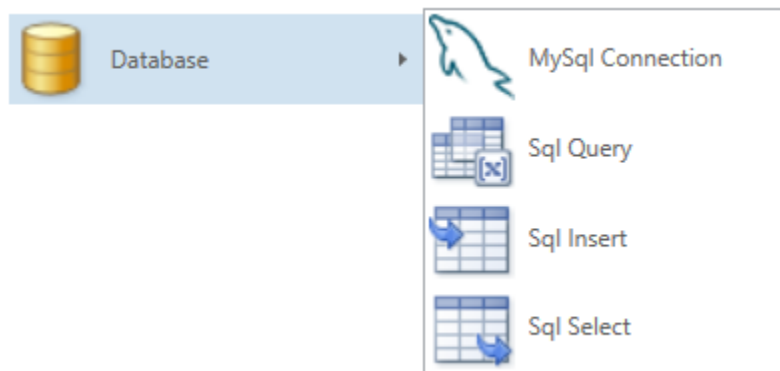 Database
MySql Connection
Sql Query
[x]
Sql Insert
Sql Select